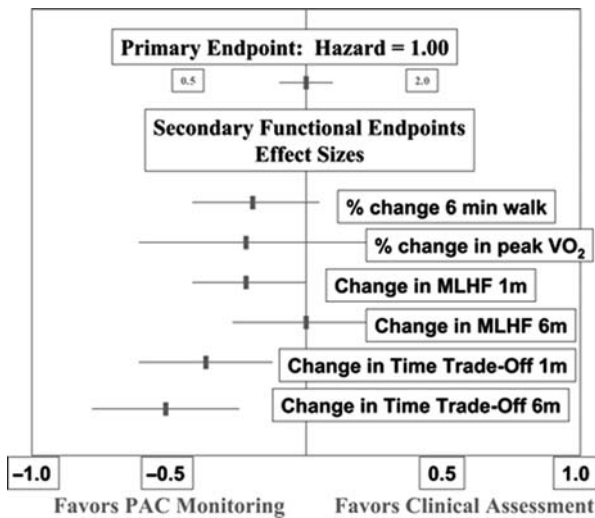 Primary Endpoint: Hazard = 1.00
0.5 2.0
Secondary Functional Endpoints
Effect Sizes
% change 6 min walk
% change in peak VO₂
Change in MLHF 1m
Change in MLHF 6m
Change in Time Trade-Off 1m
Change in Time Trade-Off 6m
–1.0 –0.5 0.5 1.0
Favors PAC Monitoring Favors Clinical Assessment